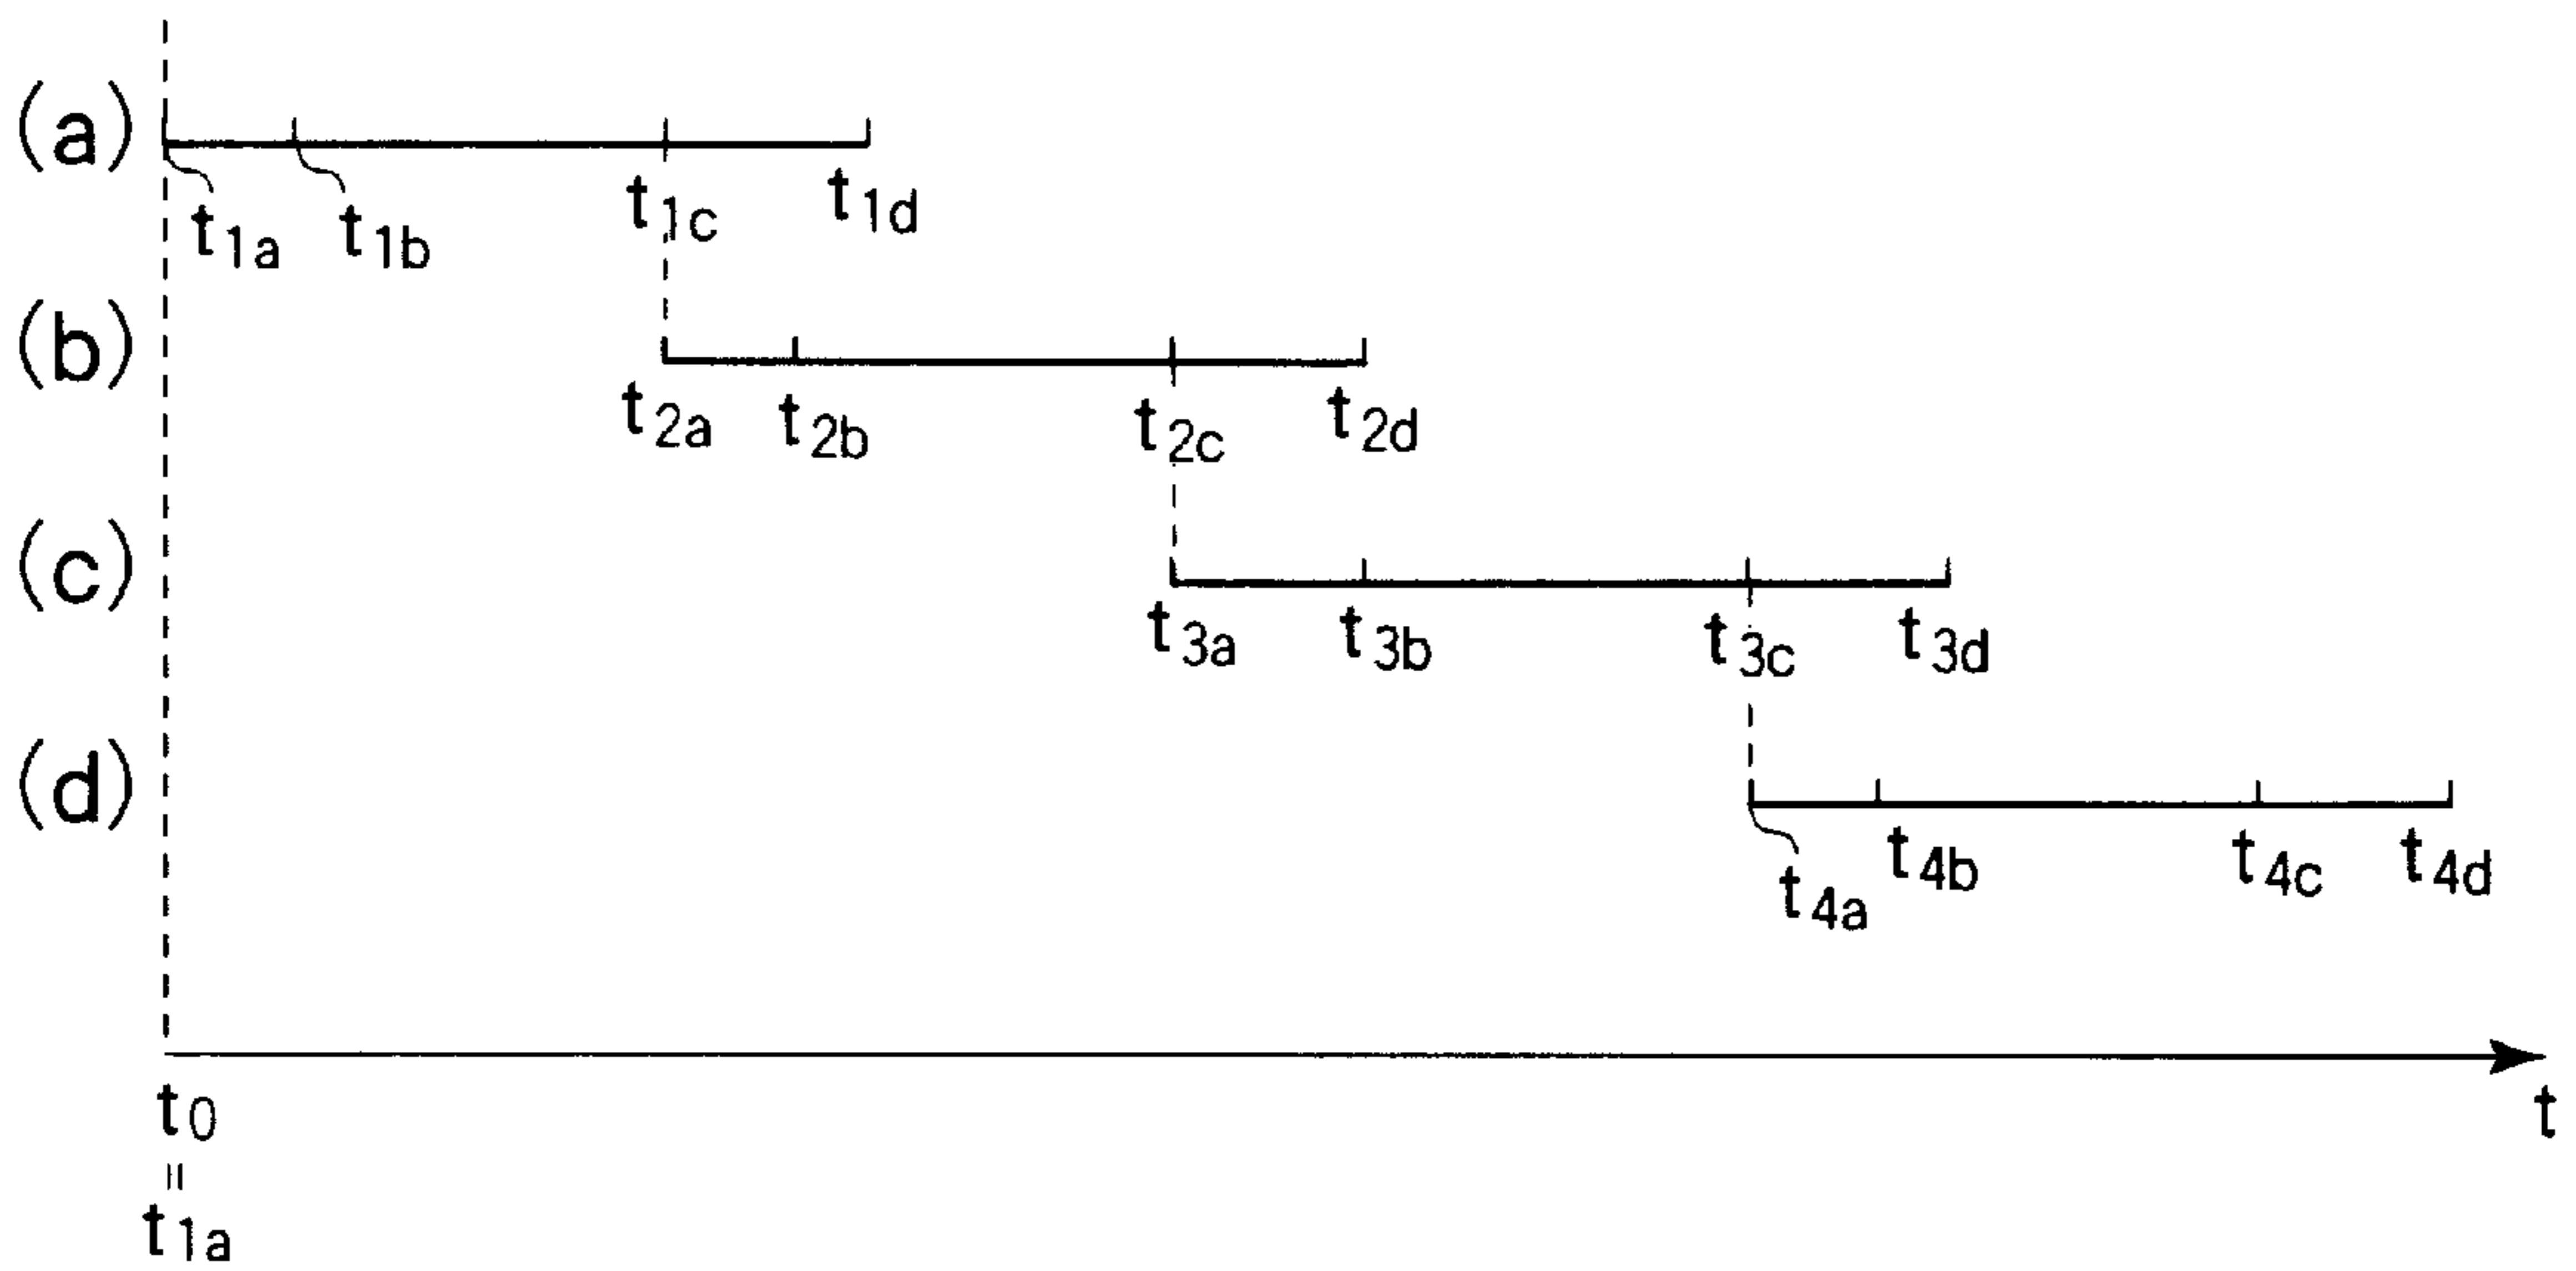 (a)
t1a t1b t1c t1d
(b)
t2a t2b t2c t2d
(c)
t3a t3b t3c t3d
(d)
t4a t4b t4c t4d
t0 t
=
t1a